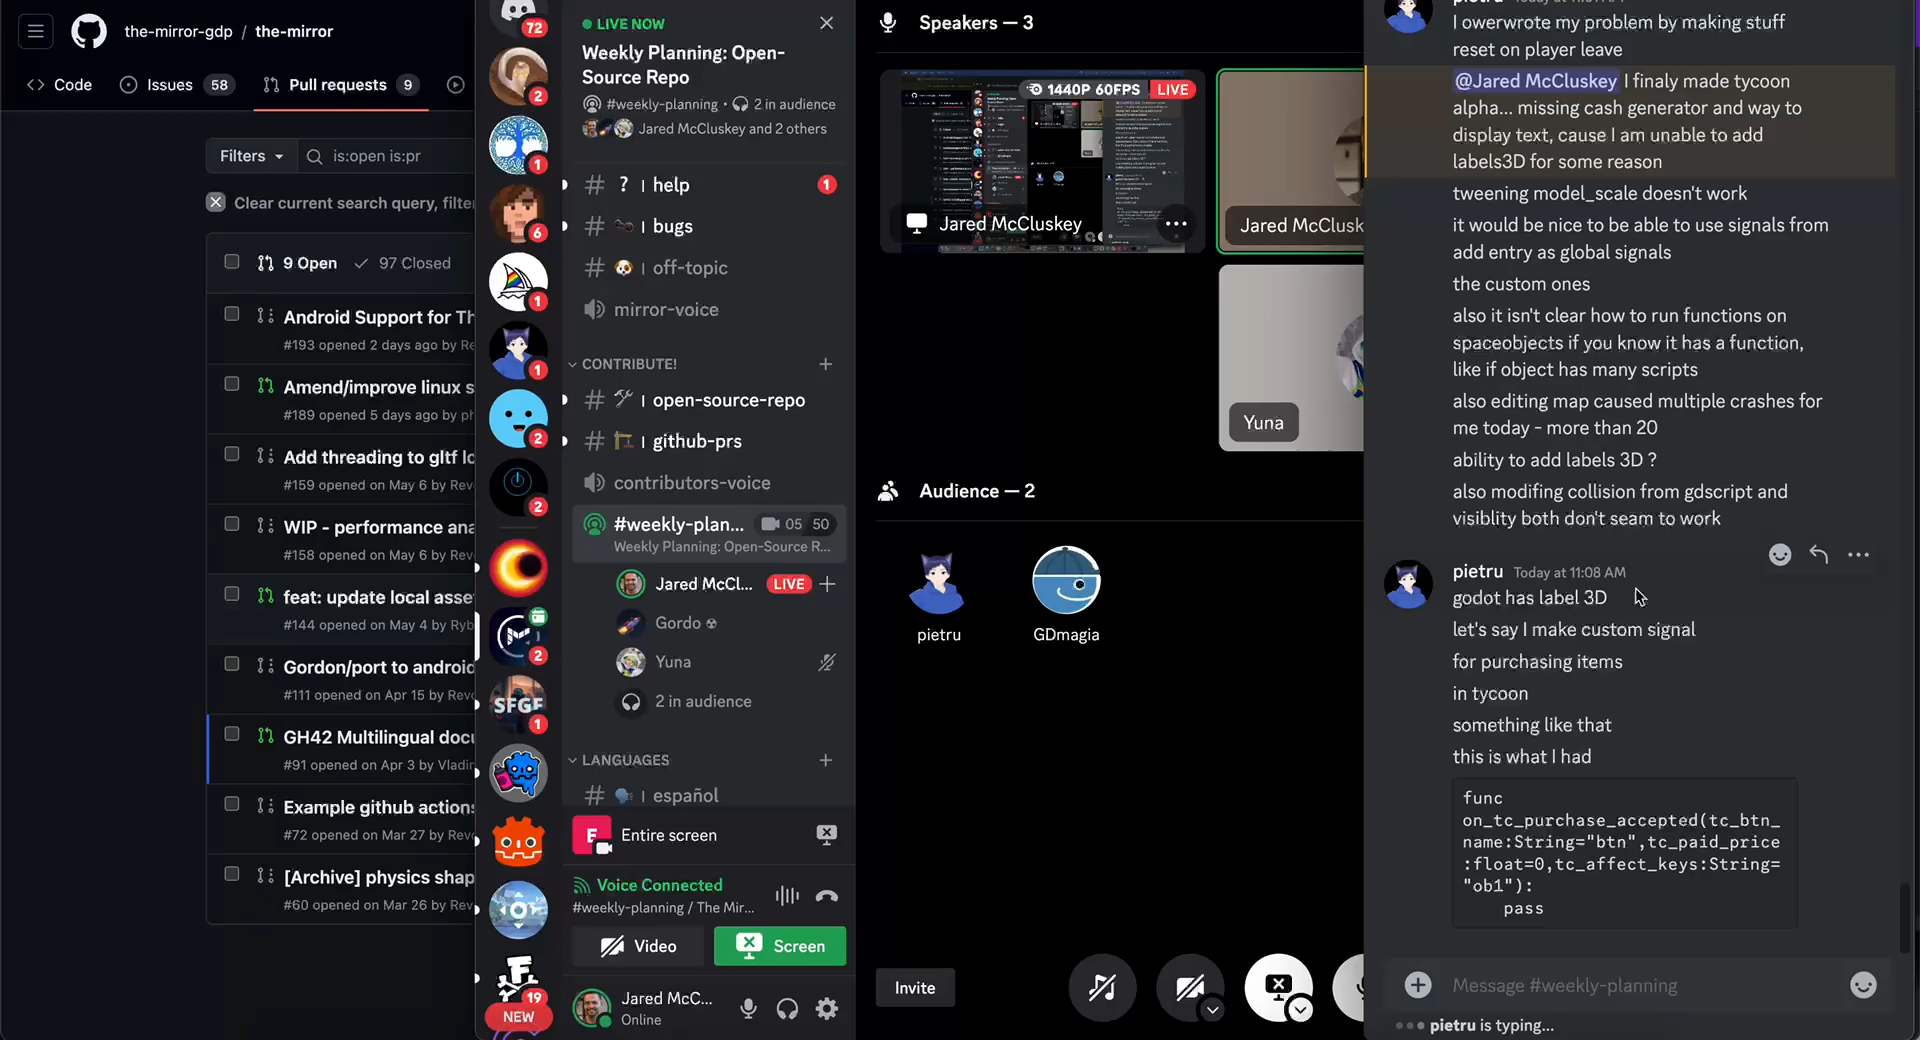 the-mirror-gdp / the-mirror
Code
Issues 58
Pull requests 9
Filters
is:open is:pr
Clear current search query, filte
9 Open
97 Closed
Android Support for Th
#193 opened 2 days ago by Re
Amend/improve linux s
#189 opened 5 days ago by ph
Add threading to gltf lo
#159 opened on May 6 by Rev
WIP - performance ana
#158 opened on May 6 by Rev
feat: update local asse
#144 opened on May 4 by Ryb
Gordon/port to android
#111 opened on Apr 15 by Revo
GH42 Multilingual docu
#91 opened on Apr 3 by Vladin
Example github actions
#72 opened on Mar 27 by Revo
[Archive] physics shap
#60 opened on Mar 26 by Rev
72
2
1
6
1
1
2
2
2
SFGF
1
19
NEW
LIVE NOW
Weekly Planning: Open-
Source Repo
#weekly-planning • 2 in audience
Jared McCluskey and 2 others
# ? | help
1
# | bugs
# | off-topic
mirror-voice
CONTRIBUTE!
# | open-source-repo
# | github-prs
contributors-voice
#weekly-plan...
05 50
Weekly Planning: Open-Source R...
Jared McCl...
LIVE
Gordo
Yuna
2 in audience
LANGUAGES
# | español
Entire screen
Voice Connected
#weekly-planning / The Mir...
Video
Screen
Jared McC...
Online
Speakers — 3
1440P 60FPS
LIVE
Jared McCluskey
Jared McClusk
Yuna
Audience — 2
pietru
GDmagia
Invite
I owerwrote my problem by making stuff
reset on player leave
@Jared McCluskey I finaly made tycoon
alpha... missing cash generator and way to
display text, cause I am unable to add
labels3D for some reason
tweening model_scale doesn't work
it would be nice to be able to use signals from
add entry as global signals
the custom ones
also it isn't clear how to run functions on
spaceobjects if you know it has a function,
like if object has many scripts
also editing map caused multiple crashes for
me today - more than 20
ability to add labels 3D ?
also modifing collision from gdscript and
visiblity both don't seam to work
pietru Today at 11:08 AM
godot has label 3D
let's say I make custom signal
for purchasing items
in tycoon
something like that
this is what I had
func
on_tc_purchase_accepted(tc_btn_
name:String="btn",tc_paid_price
:float=0,tc_affect_keys:String=
"ob1"):
pass
Message #weekly-planning
pietru is typing...